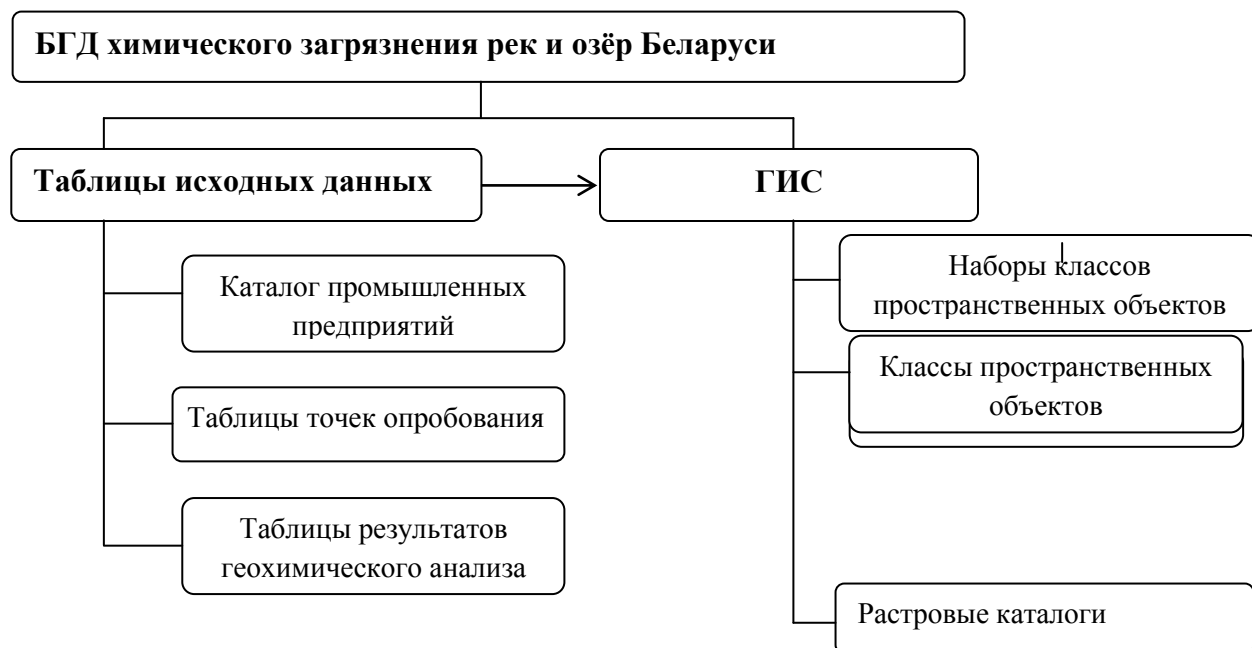 БГД химического загрязнения рек и озёр Беларуси
Таблицы исходных данных
ГИС
Каталог промышленных
предприятий
Таблицы точек опробования
Таблицы результатов
геохимического анализа
Наборы классов
пространственных объектов
Классы пространственных
объектов
Растровые каталоги